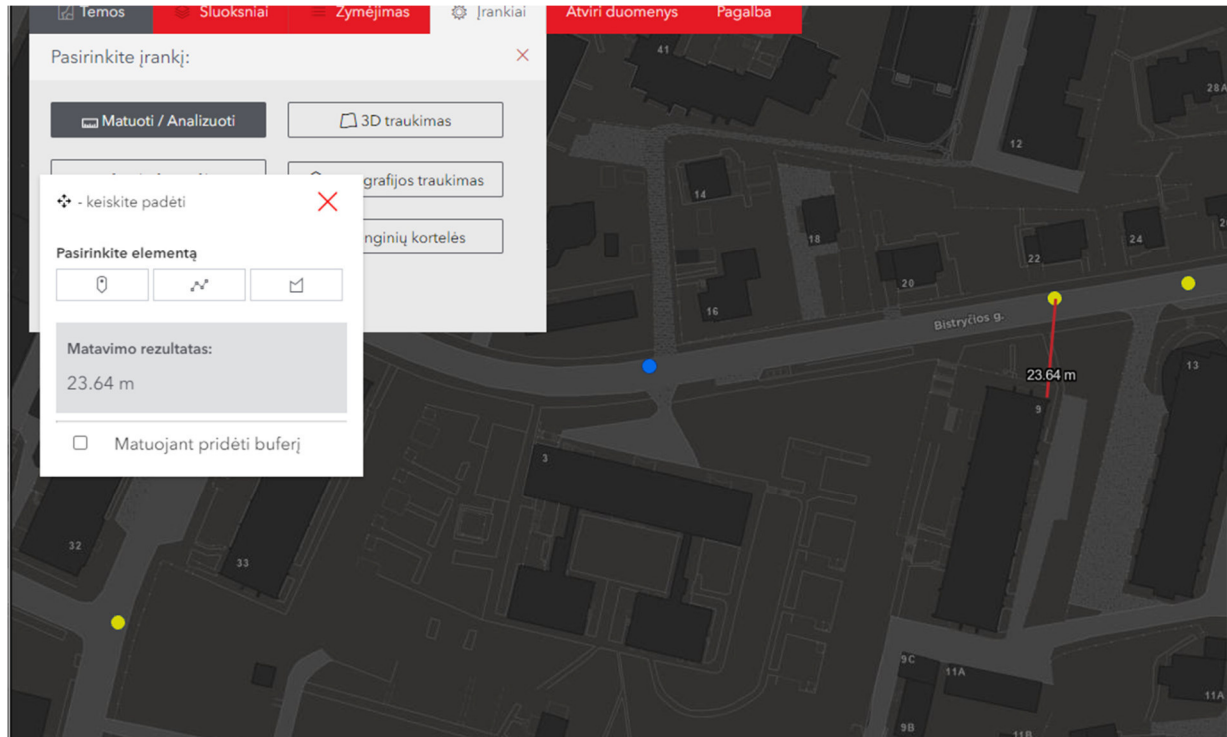 Temos Sluoksniai Žymėjimas Įrankiai Atviri duomenys Pagalba
Pasirinkite įrankį:
Matuoti / Analizuoti 3D traukimas
grafijos traukimas
- keiskite padėti
nginių kortelės
Pasirinkite elementą
Matavimo rezultatas:
23.64 m
Matuojant pridėti buferį
41
28A
12
14
18
22
24
20
16
Bistryčios g.
23.64 m
13
9
3
32
33
9C
11A
11A
9B
11B